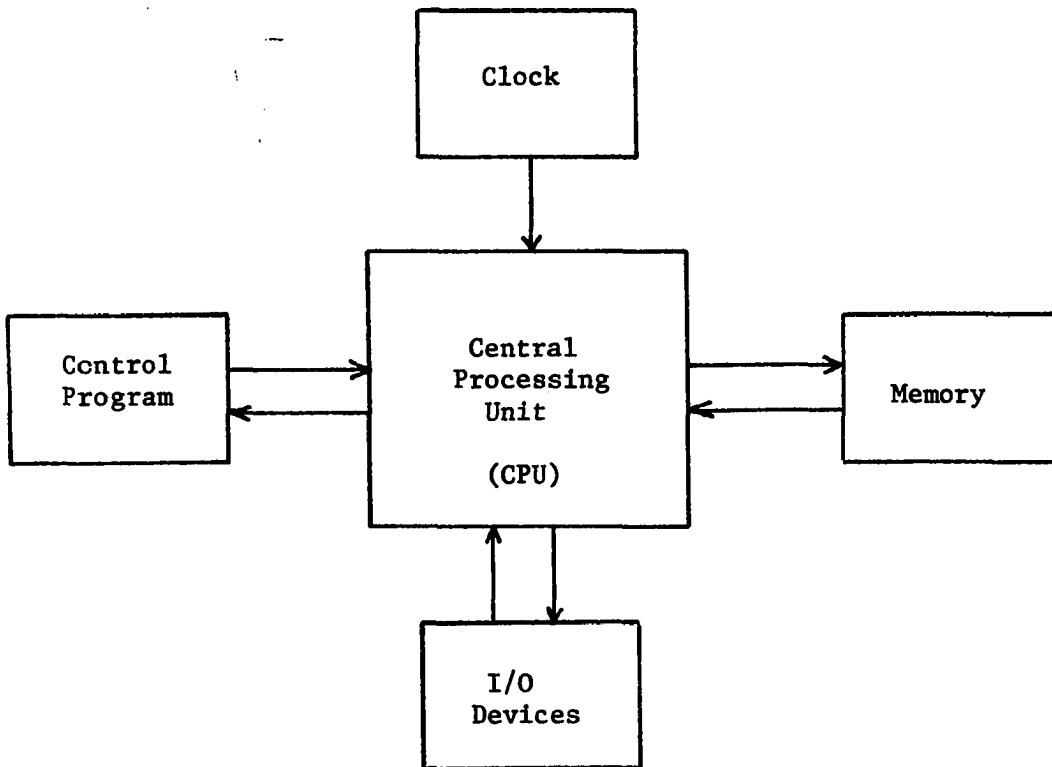 Clock
Control
Program
Central
Processing
Unit
(CPU)
Memory
I/O
Devices